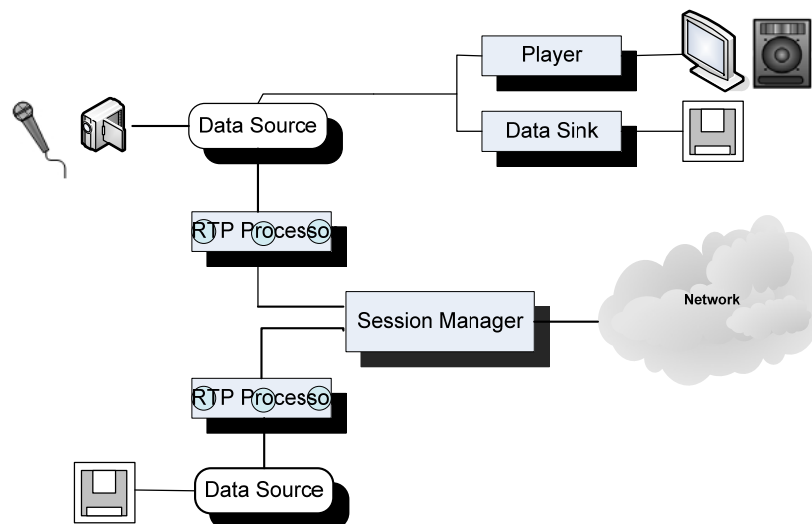 Player
Data Source
Data Sink
RTP Processo
Network
Session Manager
RTP Processo
Data Source